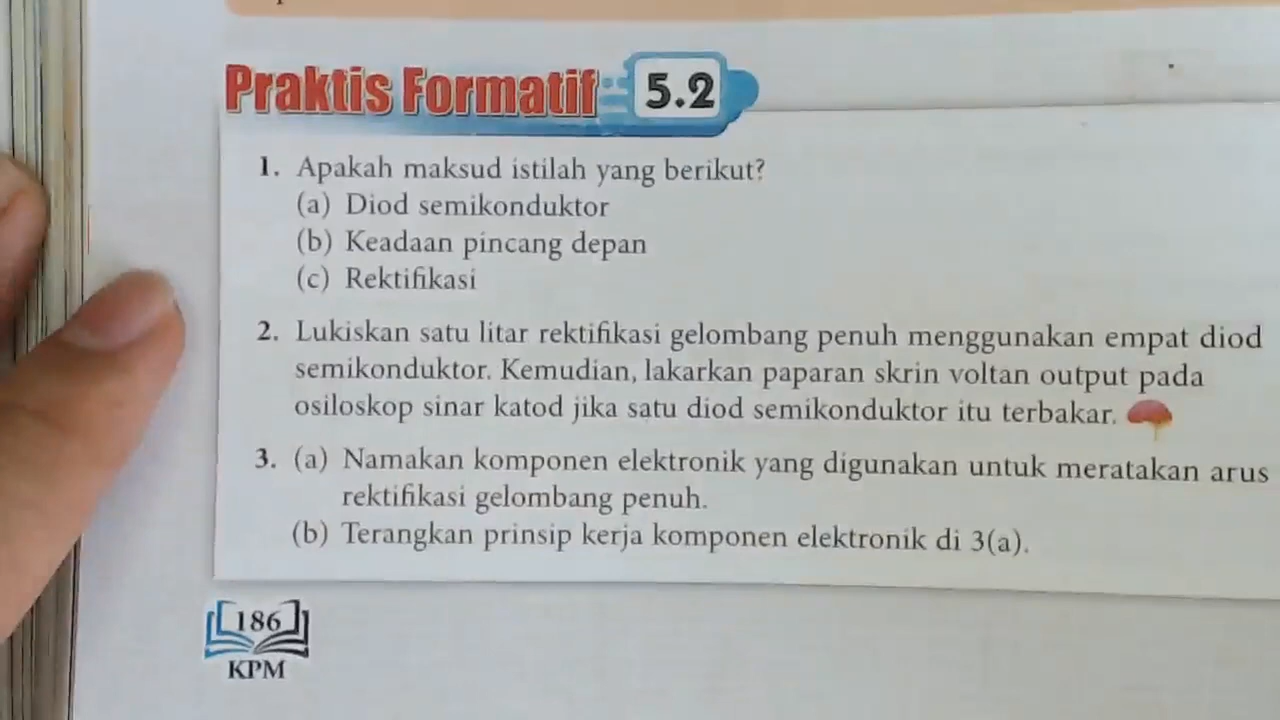 Praktis Formatif 5.2
1. Apakah maksud istilah yang berikut?
(a) Diod semikonduktor
(b) Keadaan pincang depan
(c) Rektifikasi
2. Lukiskan satu litar rektifikasi gelombang penuh menggunakan empat diod
semikonduktor. Kemudian, lakarkan paparan skrin voltan output pada
osiloskop sinar katod jika satu diod semikonduktor itu terbakar.
3. (a) Namakan komponen elektronik yang digunakan untuk meratakan arus
rektifikasi gelombang penuh.
(b) Terangkan prinsip kerja komponen elektronik di 3(a).
186
KPM